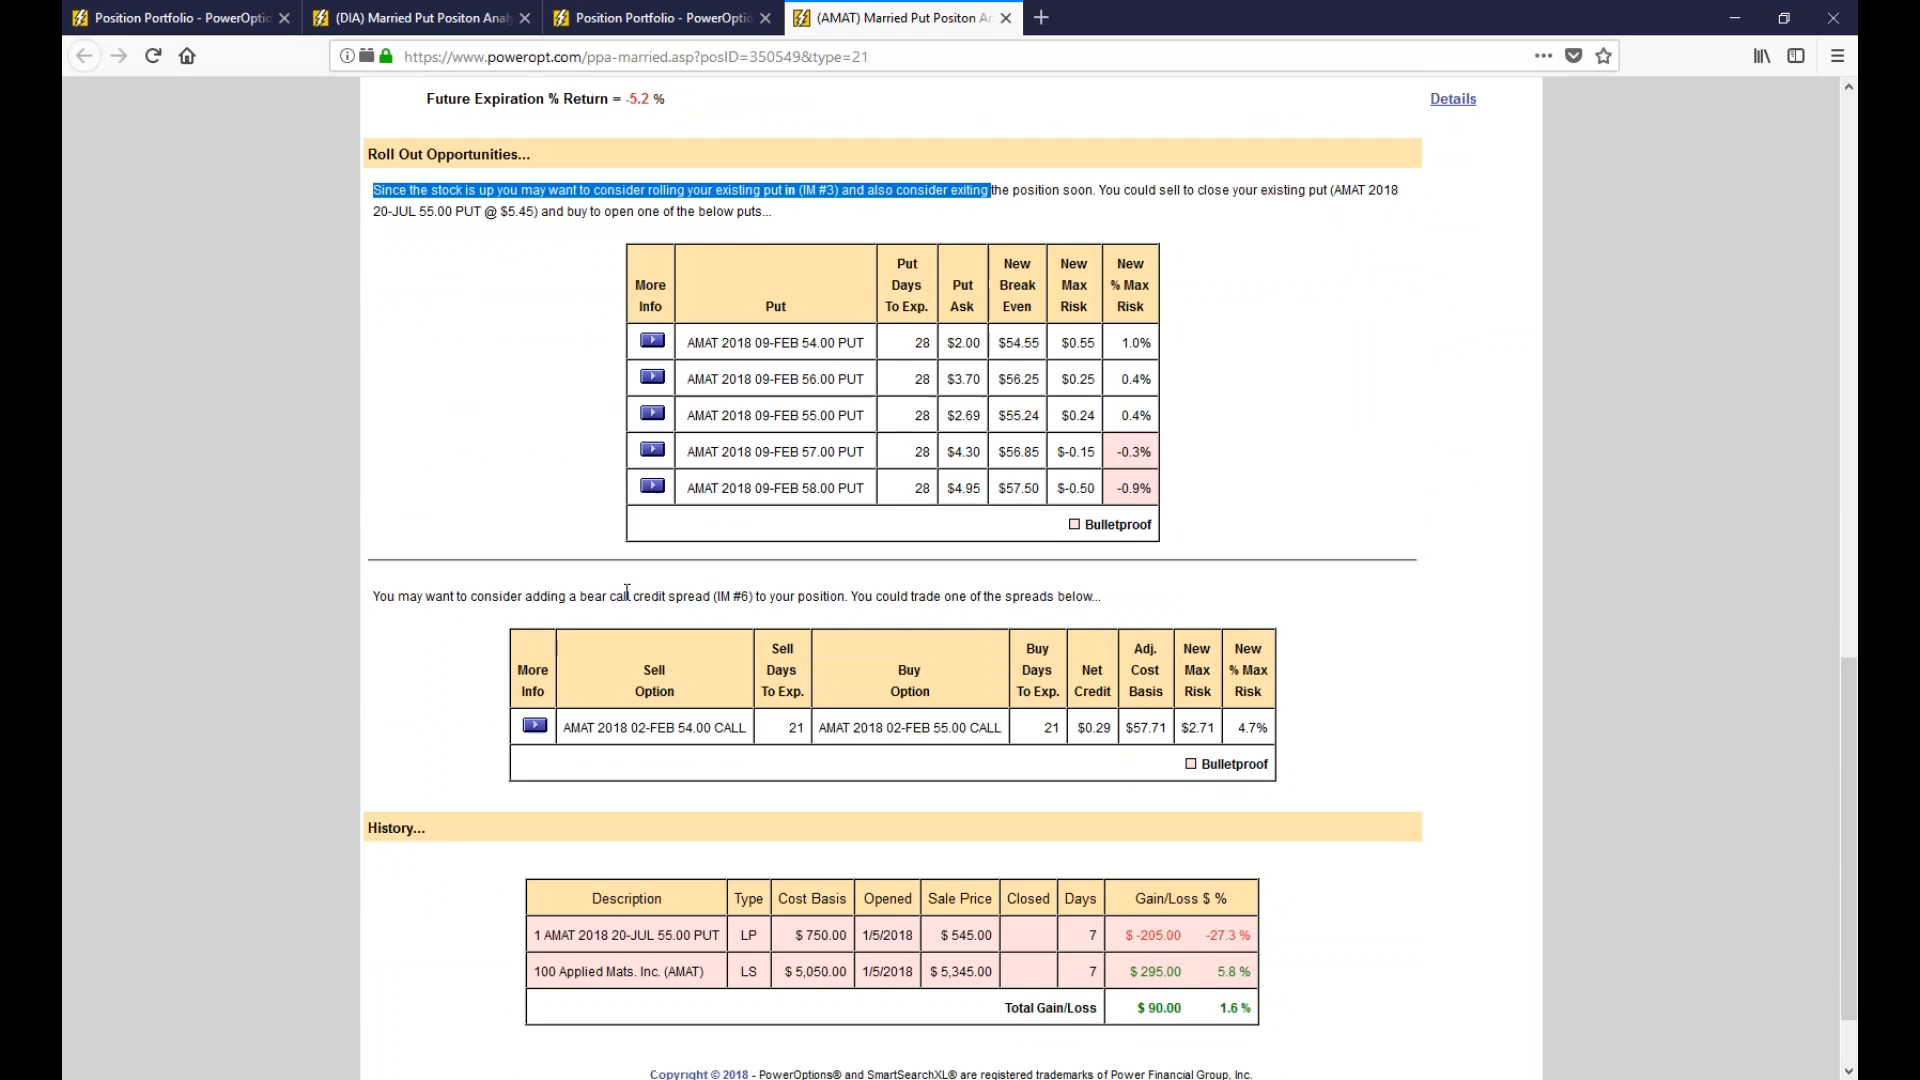 Position Portfolio - PowerOptic
(DIA) Married Put Positon Anal
Position Portfolio - PowerOptic
(AMAT) Married Put Positon An
https://www.poweropt.com/ppa-married.asp?posID=350549&type=21
Future Expiration % Return = -5.2 %
Details
Roll Out Opportunities...
Since the stock is up you may want to consider rolling your existing put in (IM #3) and also consider exiting the position soon. You could sell to close your existing put (AMAT 2018
20-JUL 55.00 PUT @ $5.45) and buy to open one of the below puts...
More Info Put Put Days To Exp. Put Ask New Break Even New Max Risk New % Max Risk
AMAT 2018 09-FEB 54.00 PUT 28 $2.00 $54.55 $0.55 1.0%
AMAT 2018 09-FEB 56.00 PUT 28 $3.70 $56.25 $0.25 0.4%
AMAT 2018 09-FEB 55.00 PUT 28 $2.69 $55.24 $0.24 0.4%
AMAT 2018 09-FEB 57.00 PUT 28 $4.30 $56.85 $-0.15 -0.3%
AMAT 2018 09-FEB 58.00 PUT 28 $4.95 $57.50 $-0.50 -0.9%
Bulletproof
You may want to consider adding a bear call credit spread (IM #6) to your position. You could trade one of the spreads below...
More Info Sell Option Sell Days To Exp. Buy Option Buy Days To Exp. Net Credit Adj. Cost Basis New Max Risk New % Max Risk
AMAT 2018 02-FEB 54.00 CALL 21 AMAT 2018 02-FEB 55.00 CALL 21 $0.29 $57.71 $2.71 4.7%
Bulletproof
History...
Description Type Cost Basis Opened Sale Price Closed Days Gain/Loss $ %
1 AMAT 2018 20-JUL 55.00 PUT LP $ 750.00 1/5/2018 $ 545.00 7 $ -205.00 -27.3 %
100 Applied Mats. Inc. (AMAT) LS $ 5,050.00 1/5/2018 $ 5,345.00 7 $ 295.00 5.8 %
Total Gain/Loss $ 90.00 1.6 %
Copyright © 2018 - PowerOptions® and SmartSearchXL® are registered trademarks of Power Financial Group, Inc.